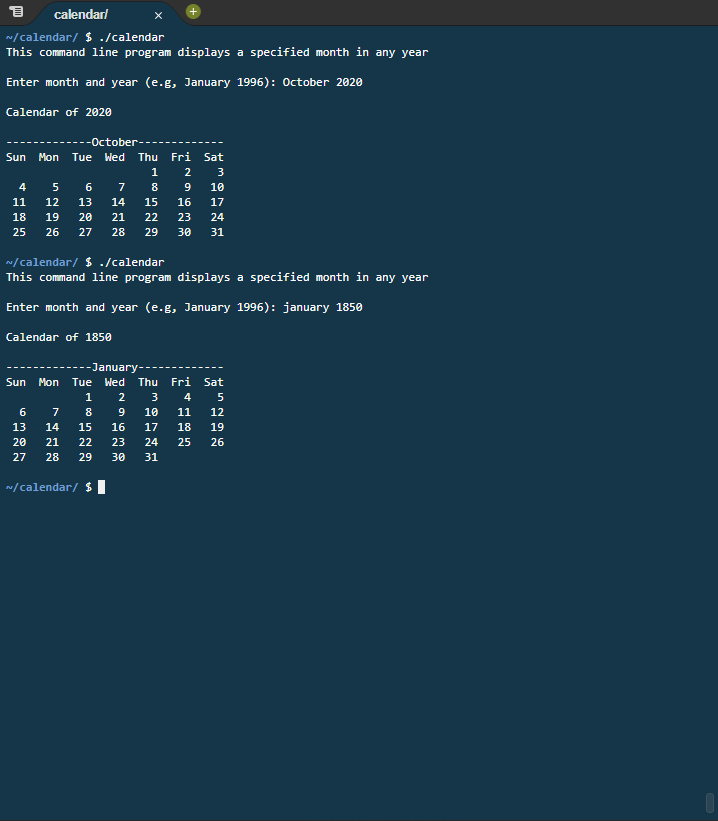 calendar/
~/calendar/ $ ./calendar
This command line program displays a specified month in any year
Enter month and year (e.g, January 1996): October 2020
Calendar of 2020
-------------October-------------
Sun  Mon  Tue  Wed  Thu  Fri  Sat
                      1    2    3
  4    5    6    7    8    9   10
 11   12   13   14   15   16   17
 18   19   20   21   22   23   24
 25   26   27   28   29   30   31
~/calendar/ $ ./calendar
This command line program displays a specified month in any year
Enter month and year (e.g, January 1996): january 1850
Calendar of 1850
-------------January-------------
Sun  Mon  Tue  Wed  Thu  Fri  Sat
            1    2    3    4    5
  6    7    8    9   10   11   12
 13   14   15   16   17   18   19
 20   21   22   23   24   25   26
 27   28   29   30   31
~/calendar/ $